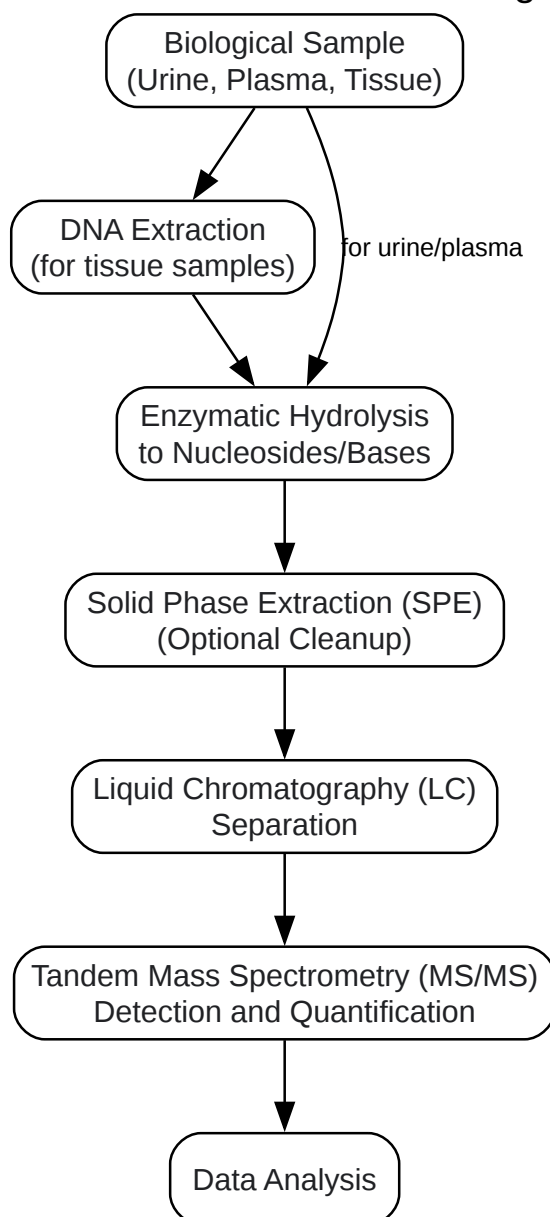 Biological Sample
(Urine, Plasma, Tissue)
DNA Extraction
(for tissue samples)
for urine/plasma
Enzymatic Hydrolysis
to Nucleosides/Bases
Solid Phase Extraction (SPE)
(Optional Cleanup)
Liquid Chromatography (LC)
Separation
Tandem Mass Spectrometry (MS/MS)
Detection and Quantification
Data Analysis